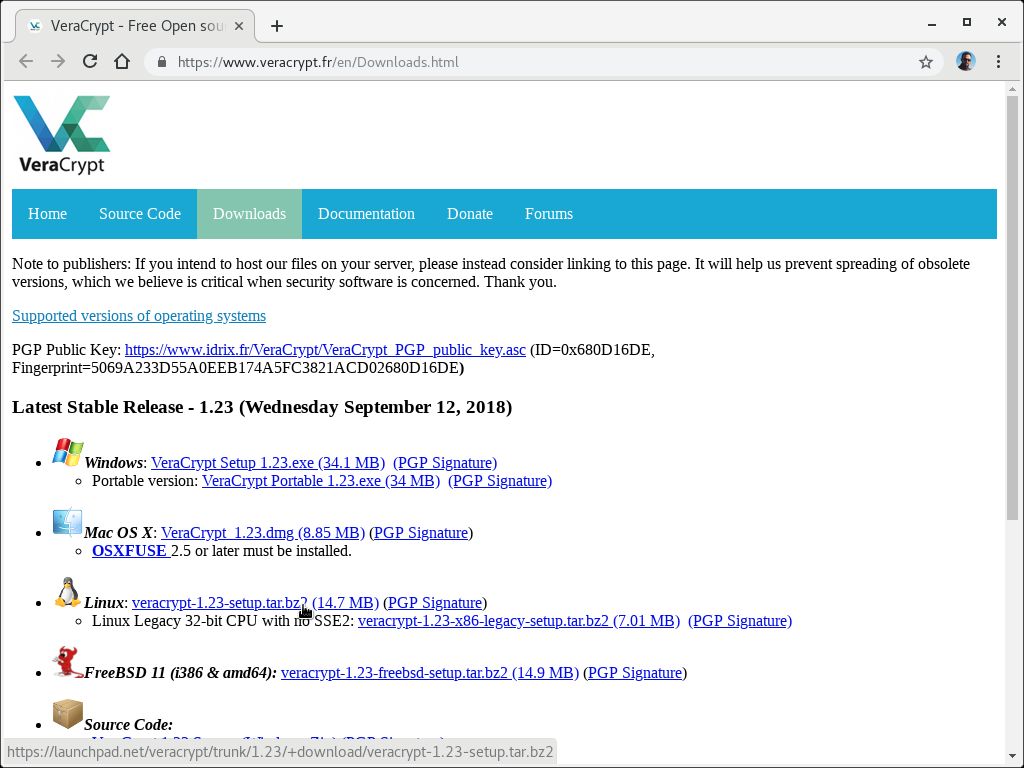 VeraCrypt - Free Open sou
https://www.veracrypt.fr/en/Downloads.html
VeraCrypt
Home Source Code Downloads Documentation Donate Forums
Note to publishers: If you intend to host our files on your server, please instead consider linking to this page. It will help us prevent spreading of obsolete
versions, which we believe is critical when security software is concerned. Thank you.
Supported versions of operating systems
PGP Public Key: https://www.idrix.fr/VeraCrypt/VeraCrypt_PGP_public_key.asc (ID=0x680D16DE,
Fingerprint=5069A233D55A0EEB174A5FC3821ACD02680D16DE)
Latest Stable Release - 1.23 (Wednesday September 12, 2018)
Windows: VeraCrypt Setup 1.23.exe (34.1 MB) (PGP Signature)
Portable version: VeraCrypt Portable 1.23.exe (34 MB) (PGP Signature)
Mac OS X: VeraCrypt_1.23.dmg (8.85 MB) (PGP Signature)
OSXFUSE 2.5 or later must be installed.
Linux: veracrypt-1.23-setup.tar.bz2 (14.7 MB) (PGP Signature)
Linux Legacy 32-bit CPU with no SSE2: veracrypt-1.23-x86-legacy-setup.tar.bz2 (7.01 MB) (PGP Signature)
FreeBSD 11 (i386 & amd64): veracrypt-1.23-freebsd-setup.tar.bz2 (14.9 MB) (PGP Signature)
Source Code:
https://launchpad.net/veracrypt/trunk/1.23/+download/veracrypt-1.23-setup.tar.bz2